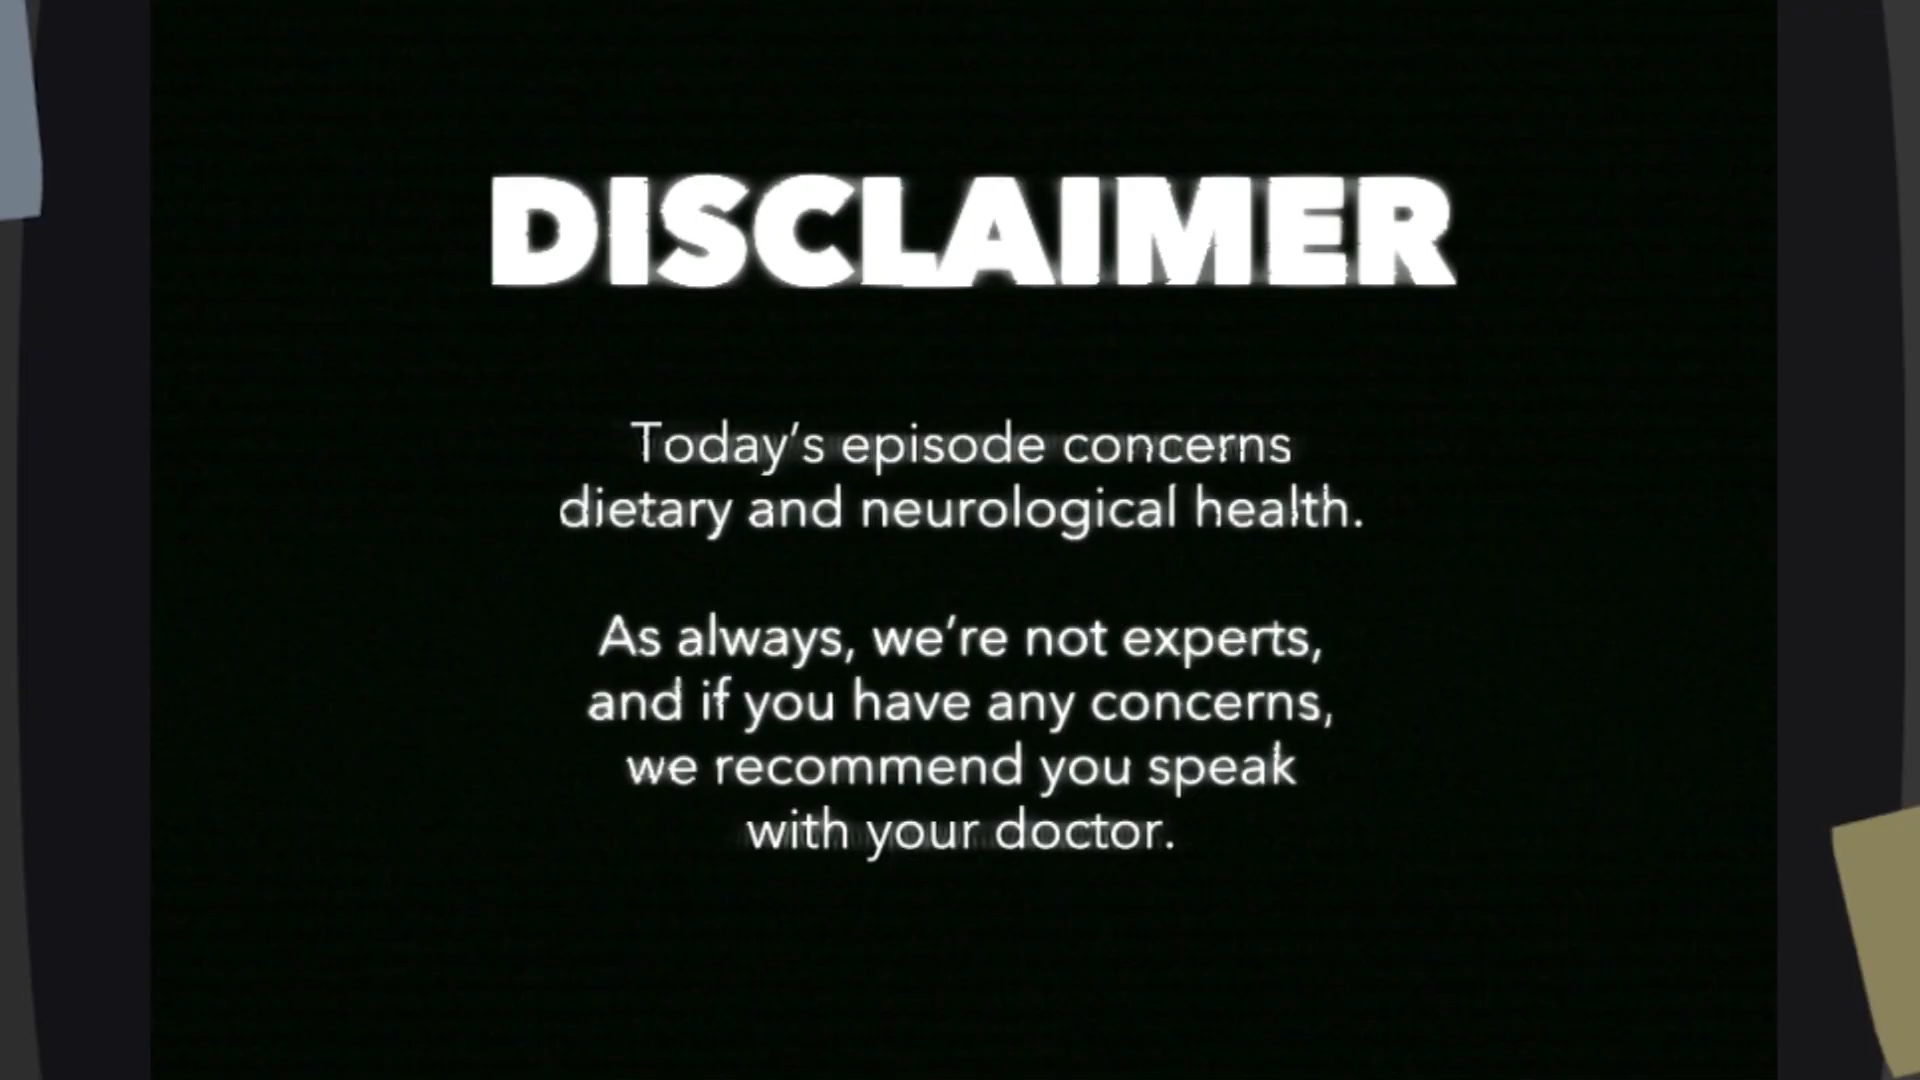 DISCLAIMER
Today’s episode concerns
dietary and neurological health.
As always, we’re not experts,
and if you have any concerns,
we recommend you speak
with your doctor.